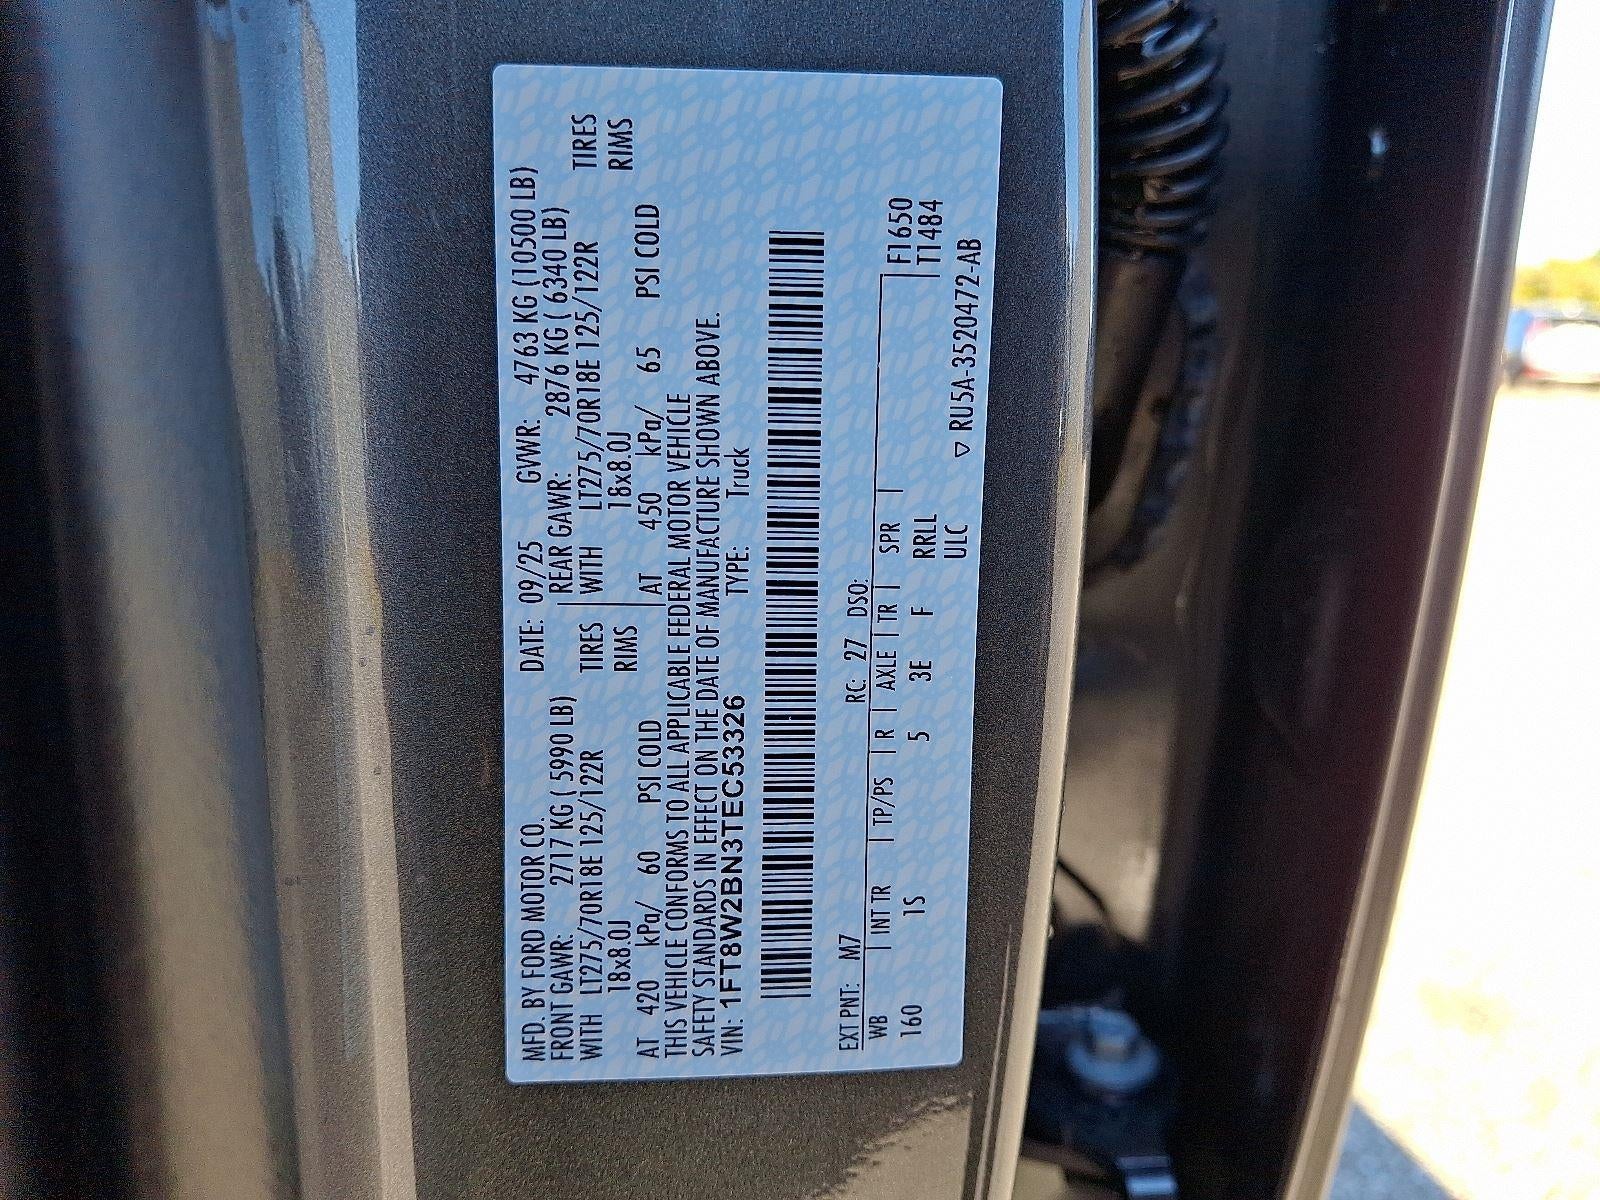 MFD. BY FORD MOTOR CO. DATE: 09/25 GVWR: 4763 KG (10500 LB)
FRONT GAWR: 2717 KG ( 5990 LB) REAR GAWR: 2876 KG ( 6340 LB)
WITH LT275/70R18E 125/122R TIRES WITH LT275/70R18E 125/122R TIRES
18x8.0J RIMS 18x8.0J RIMS
AT 420 kPa/ 60 PSI COLD AT 450 kPa/ 65 PSI COLD
THIS VEHICLE CONFORMS TO ALL APPLICABLE FEDERAL MOTOR VEHICLE
SAFETY STANDARDS IN EFFECT ON THE DATE OF MANUFACTURE SHOWN ABOVE.
VIN: 1FT8W2BN3TEC53326 TYPE: Truck
EXT PNT: M7 RC: 27 DSO:
WB INT TR TP/PS R AXLE TR SPR F1650
160 1S 5 3E F RRLL T1484
ULC ▽ RU5A-3520472-AB